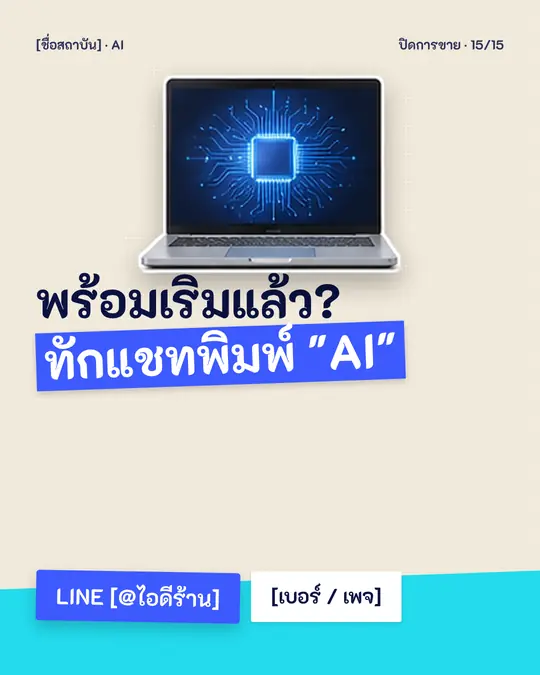 [ชื่อสถาบัน] · AI
ปิดการขาย · 15/15
พร้อมเริ่มแล้ว?
ทักแชทพิมพ์ "AI"
LINE [@ไอดีร้าน]
[เบอร์ / เพจ]